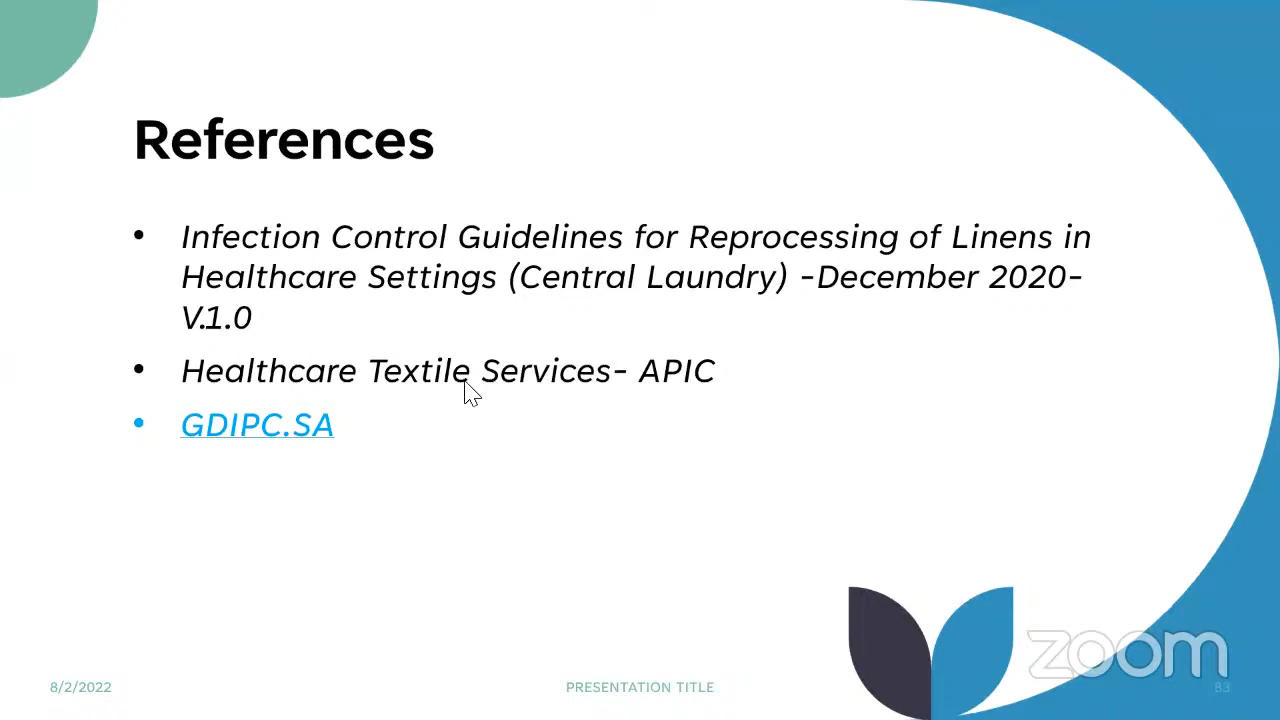 References
• Infection Control Guidelines for Reprocessing of Linens in
Healthcare Settings (Central Laundry) -December 2020-
V.1.0
• Healthcare Textile Services- APIC
• GDIPC.SA
zoom
8/2/2022
PRESENTATION TITLE
83